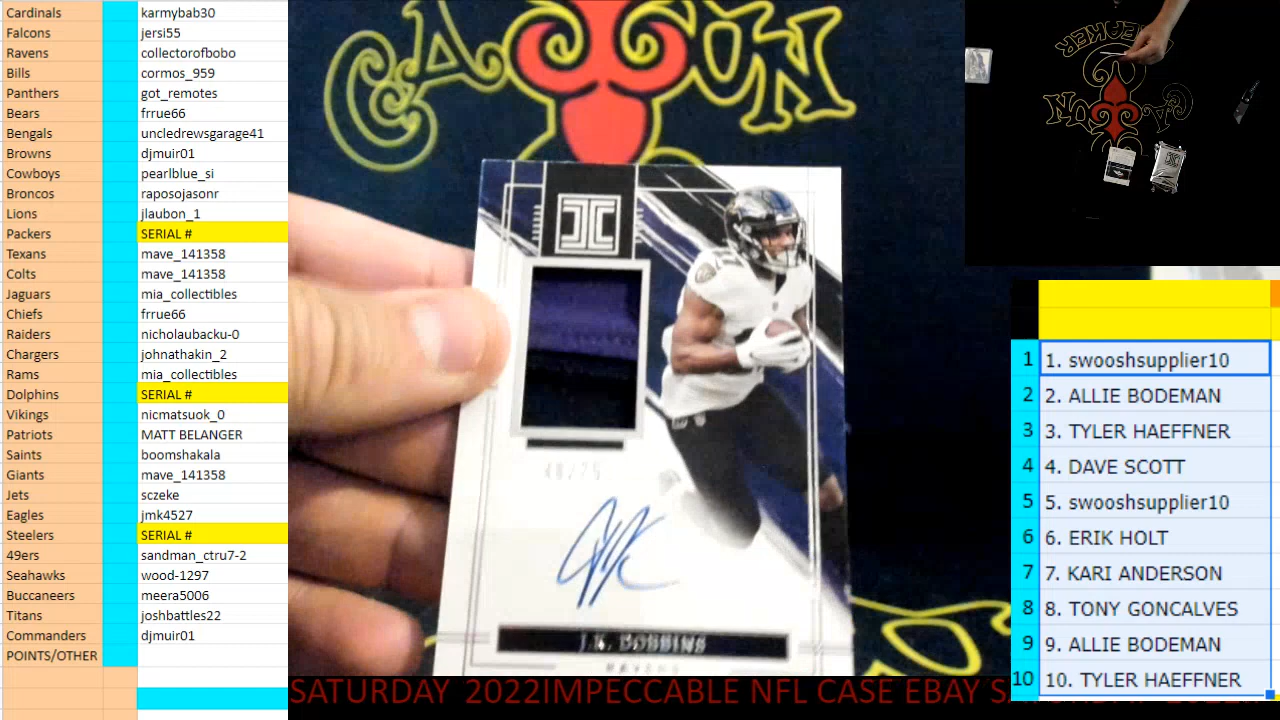 Cardinals karmybab30
Falcons jersi55
Ravens collectorofbobo
Bills cormos_959
Panthers got_remotes
Bears frrue66
Bengals uncledrewsgarage41
Browns djmuir01
Cowboys pearlblue_si
Broncos raposojasonr
Lions jlaubon_1
Packers SERIAL #
Texans mave_141358
Colts mave_141358
Jaguars mia_collectibles
Chiefs frrue66
Raiders nicholaubacku-0
Chargers johnathakin_2
Rams mia_collectibles
Dolphins SERIAL #
Vikings nicmatsuok_0
Patriots MATT BELANGER
Saints boomshakala
Giants mave_141358
Jets sczeke
Eagles jmk4527
Steelers SERIAL #
49ers sandman_ctru7-2
Seahawks wood-1297
Buccaneers meera5006
Titans joshbattles22
Commanders djmuir01
POINTS/OTHER
J.K. DOBBINS
RAVENS
1 1. swooshsupplier10
2 2. ALLIE BODEMAN
3 3. TYLER HAEFFNER
4 4. DAVE SCOTT
5 5. swooshsupplier10
6 6. ERIK HOLT
7 7. KARI ANDERSON
8 8. TONY GONCALVES
9 9. ALLIE BODEMAN
10 10. TYLER HAEFFNER
SATURDAY 2022IMPECCABLE NFL CASE EBAY